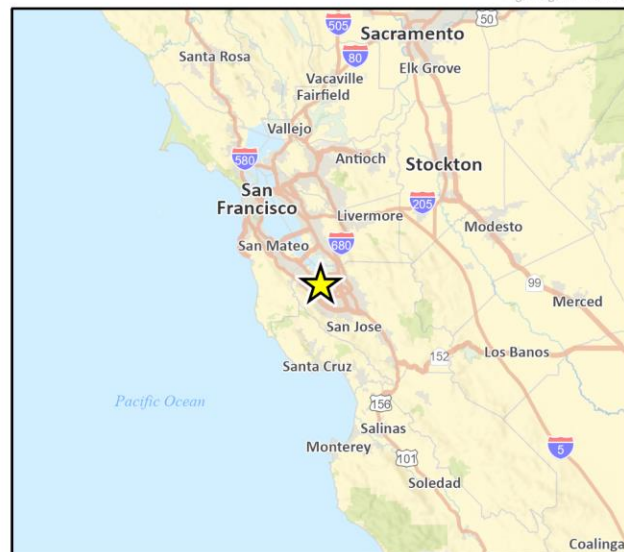 505
50
Sacramento
Santa Rosa
80
Elk Grove
Vacaville
Fairfield
Vallejo
580
Antioch
Stockton
San
Francisco
205
Livermore
Modesto
San Mateo
680
99
Merced
San Jose
152
Los Banos
Santa Cruz
Pacific Ocean
156
Salinas
Monterey
101
5
Soledad
Coalinga